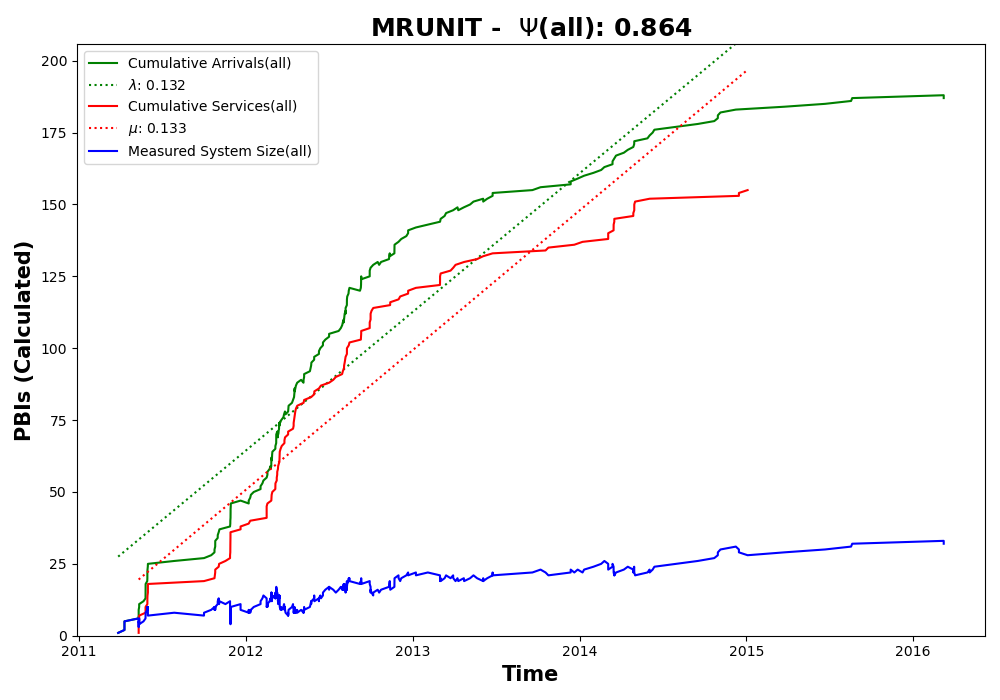 MRUNIT -  Ψ(all): 0.864
Cumulative Arrivals(all)
λ: 0.132
Cumulative Services(all)
μ: 0.133
Measured System Size(all)
PBIs (Calculated)
200
175
150
125
100
75
50
25
0
2011 2012 2013 2014 2015 2016
Time